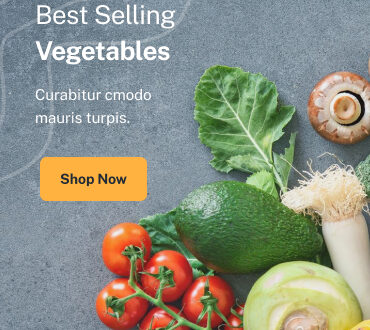 Best Selling
Vegetables
Curabitur cmodo
mauris turpis.
Shop Now